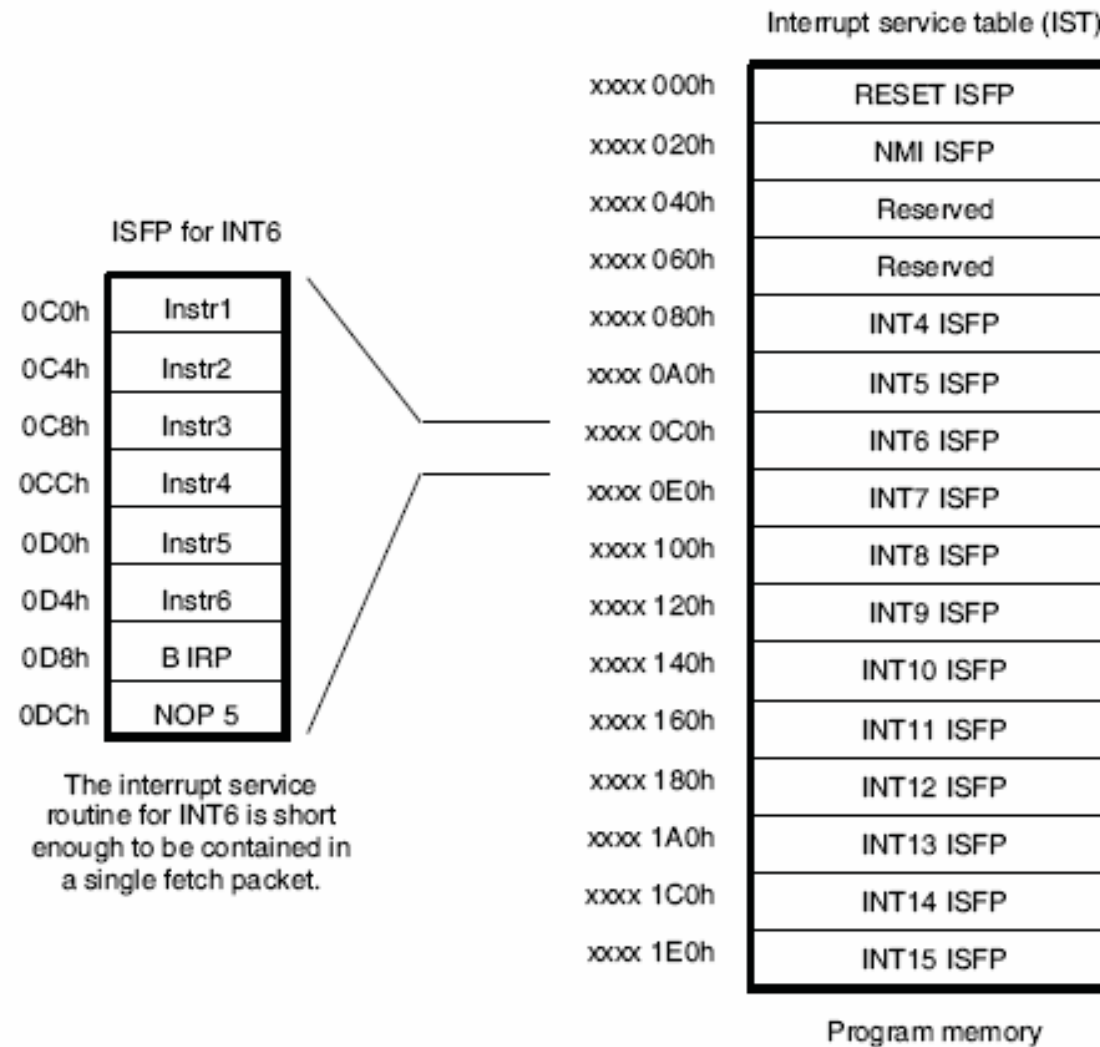 Interrupt service table (IST)
xxxx 000h RESET ISFP
xxxx 020h NMI ISFP
xxxx 040h Reserved
xxxx 060h Reserved
xxxx 080h INT4 ISFP
xxxx 0A0h INT5 ISFP
xxxx 0C0h INT6 ISFP
xxxx 0E0h INT7 ISFP
xxxx 100h INT8 ISFP
xxxx 120h INT9 ISFP
xxxx 140h INT10 ISFP
xxxx 160h INT11 ISFP
xxxx 180h INT12 ISFP
xxxx 1A0h INT13 ISFP
xxxx 1C0h INT14 ISFP
xxxx 1E0h INT15 ISFP
Program memory
ISFP for INT6
0C0h Instr1
0C4h Instr2
0C8h Instr3
0CCh Instr4
0D0h Instr5
0D4h Instr6
0D8h B IRP
0DCh NOP 5
The interrupt service
routine for INT6 is short
enough to be contained in
a single fetch packet.